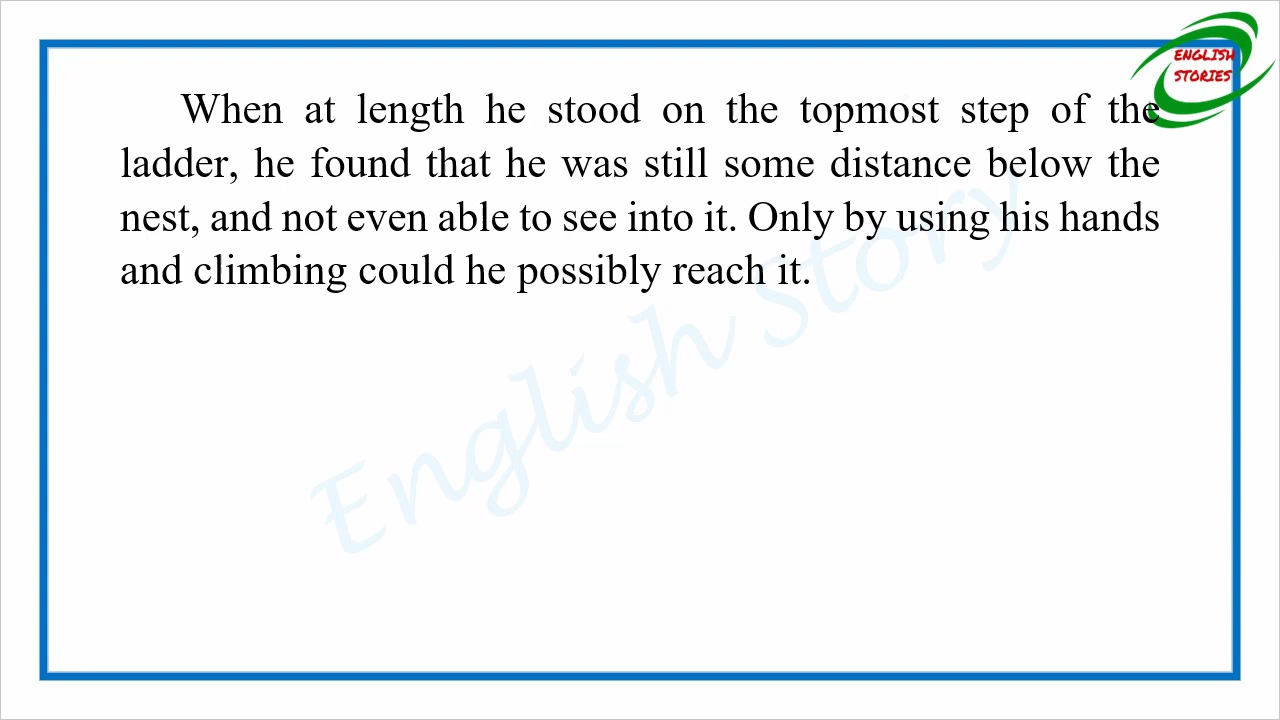 ENGLISH
STORIES
When at length he stood on the topmost step of the
ladder, he found that he was still some distance below the
nest, and not even able to see into it. Only by using his hands
and climbing could he possibly reach it.
English Story